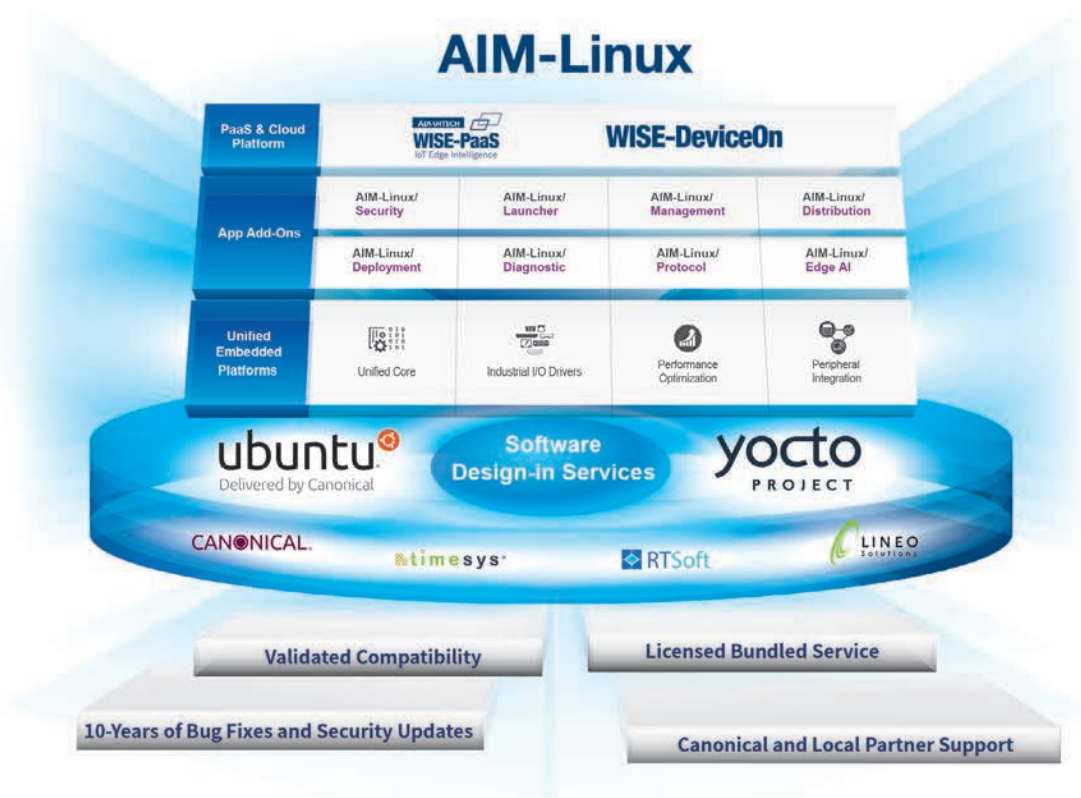 AIM-Linux
PaaS & Cloud
Platform
ADVANTECH
WISE-PaaS
IoT Edge Intelligence
WISE-DeviceOn
App Add-Ons
AIM-Linux/
Security
AIM-Linux/
Launcher
AIM-Linux/
Management
AIM-Linux/
Distribution
AIM-Linux/
Deployment
AIM-Linux/
Diagnostic
AIM-Linux/
Protocol
AIM-Linux/
Edge AI
Unified
Embedded
Platforms
Unified Core
Industrial I/O Drivers
Performance
Optimization
Peripheral
Integration
ubuntu
Delivered by Canonical
Software
Design-in Services
yocto
PROJECT
CANONICAL
timesys
RTSoft
LINEO
Solutions
Validated Compatibility
Licensed Bundled Service
10-Years of Bug Fixes and Security Updates
Canonical and Local Partner Support